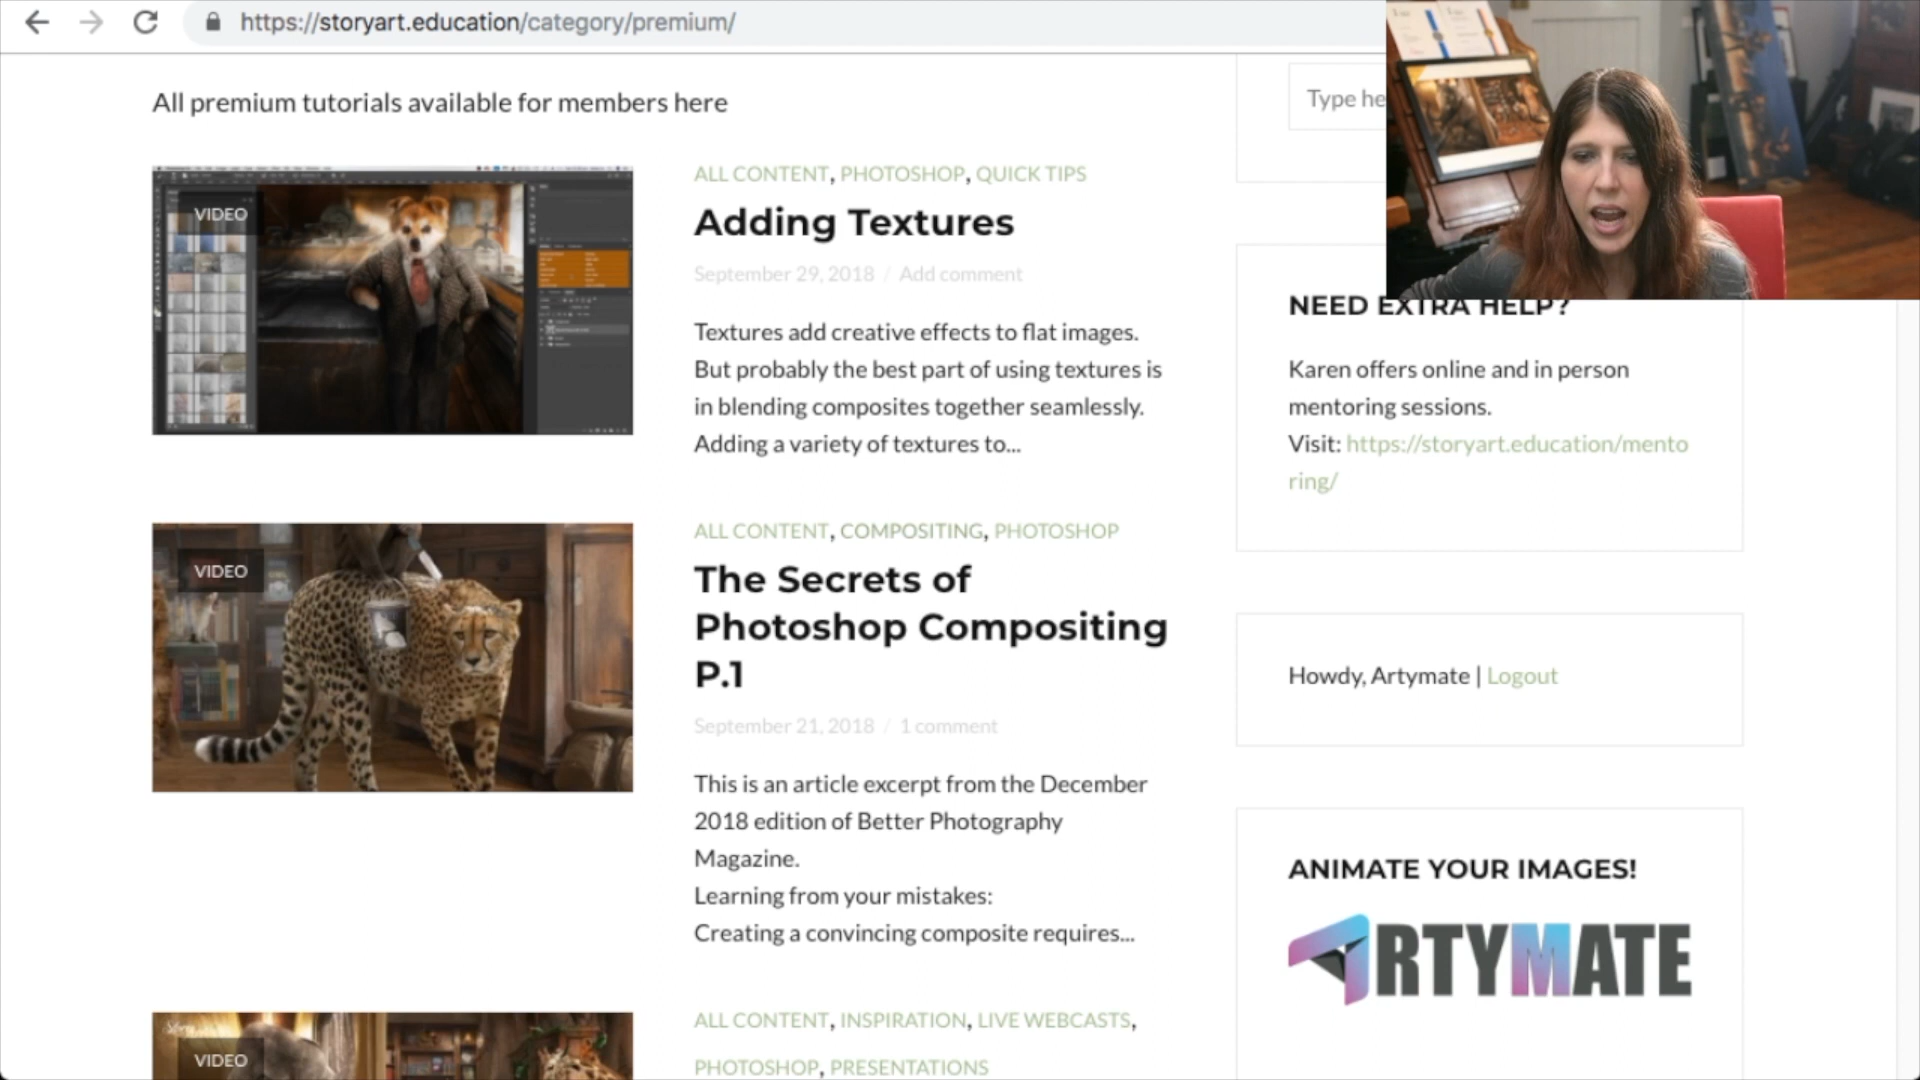 https://storyart.education/category/premium/
All premium tutorials available for members here
VIDEO
ALL CONTENT, PHOTOSHOP, QUICK TIPS
Adding Textures
September 29, 2018 / Add comment
Textures add creative effects to flat images.
But probably the best part of using textures is
in blending composites together seamlessly.
Adding a variety of textures to...
VIDEO
ALL CONTENT, COMPOSITING, PHOTOSHOP
The Secrets of
Photoshop Compositing
P.1
September 21, 2018 / 1 comment
This is an article excerpt from the December
2018 edition of Better Photography
Magazine.
Learning from your mistakes:
Creating a convincing composite requires...
VIDEO
ALL CONTENT, INSPIRATION, LIVE WEBCASTS,
PHOTOSHOP, PRESENTATIONS
Type he
NEED EXTRA HELP?
Karen offers online and in person
mentoring sessions.
Visit: https://storyart.education/mento
ring/
Howdy, Artymate | Logout
ANIMATE YOUR IMAGES!
ARTYMATE